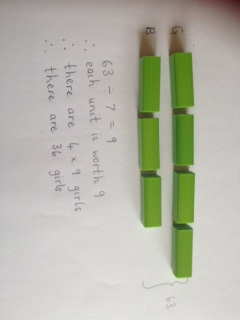 G
B
63
63 ÷ 7 = 9
∴ each unit is worth 9
∴ there are 4 x 9 girls
∴ there are 36 girls